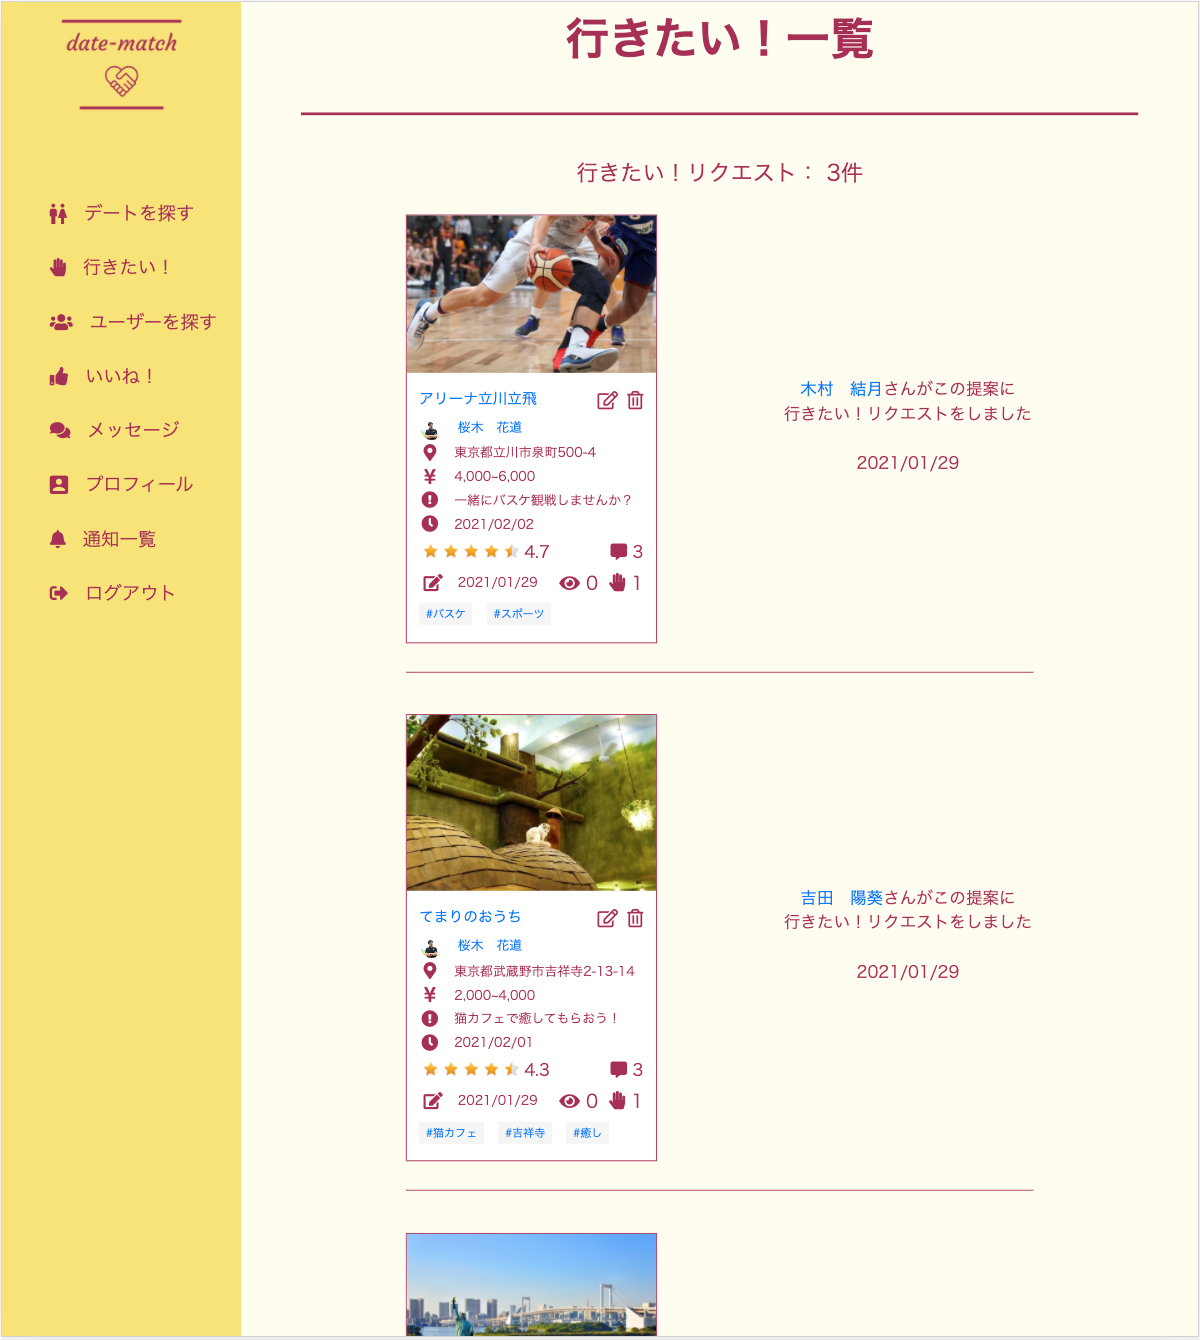 date-match
デートを探す
行きたい！
ユーザーを探す
いいね！
メッセージ
プロフィール
通知一覧
ログアウト
行きたい！一覧
行きたい！リクエスト： 3件
アリーナ立川立飛
桜木　花道
東京都立川市泉町500-4
4,000~6,000
一緒にバスケ観戦しませんか？
2021/02/02
4.7 3
2021/01/29 0 1
#バスケ #スポーツ
木村　結月さんがこの提案に
行きたい！リクエストをしました
2021/01/29
てまりのおうち
桜木　花道
東京都武蔵野市吉祥寺2-13-14
2,000~4,000
猫カフェで癒してもらおう！
2021/02/01
4.3 3
2021/01/29 0 1
#猫カフェ #吉祥寺 #癒し
吉田　陽葵さんがこの提案に
行きたい！リクエストをしました
2021/01/29